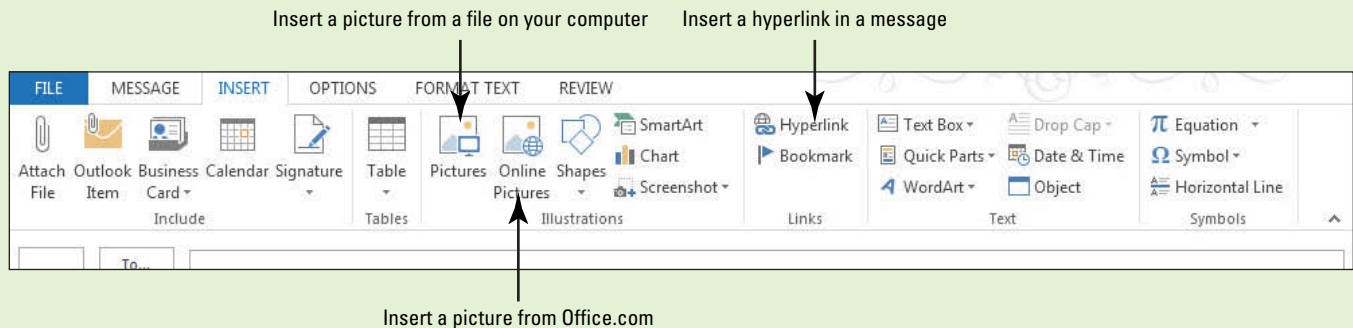 Insert a picture from a file on your computer
Insert a hyperlink in a message
FILE MESSAGE INSERT OPTIONS FORMAT TEXT REVIEW
SmartArt Hyperlink Text Box Drop Cap Equation
Chart Bookmark Quick Parts Date & Time Symbol
Attach Outlook Business Calendar Signature Table Pictures Online Shapes
File Item Card Pictures Screenshot WordArt Object Horizontal Line
Include Tables Illustrations Links Text Symbols
To...
Insert a picture from Office.com